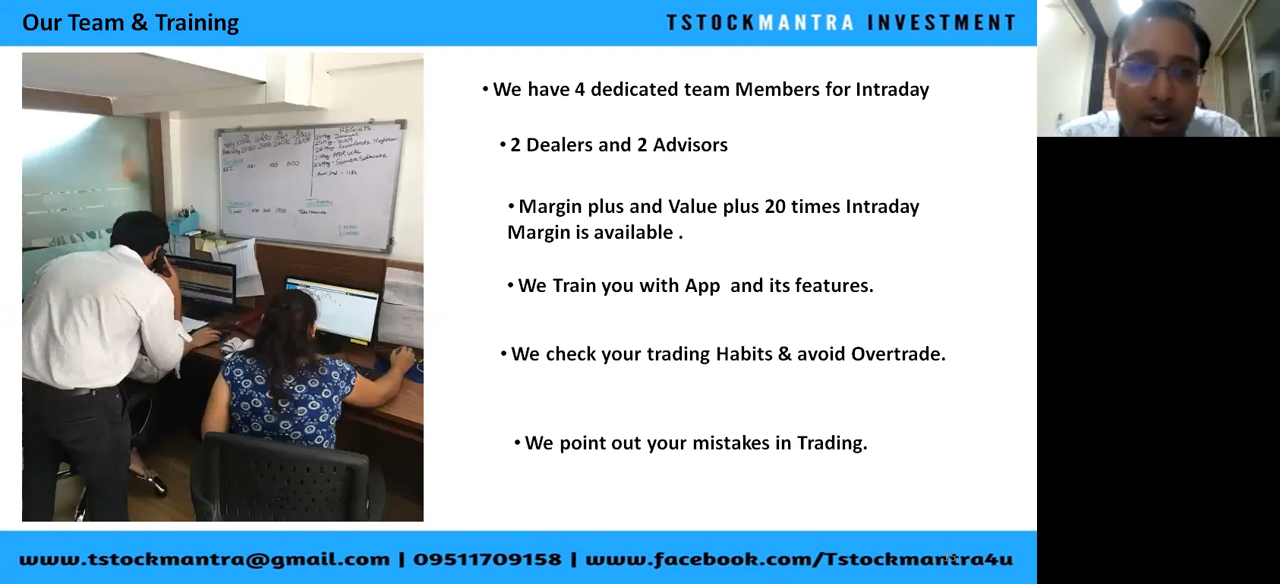 Our Team & Training
TSTOCKMANTRA INVESTMENT
• We have 4 dedicated team Members for Intraday
• 2 Dealers and 2 Advisors
• Margin plus and Value plus 20 times Intraday
Margin is available .
• We Train you with App and its features.
• We check your trading Habits & avoid Overtrade.
• We point out your mistakes in Trading.
RESULTS
www.tstockmantra@gmail.com | 09511709158 | www.facebook.com/Tstockmantra4u